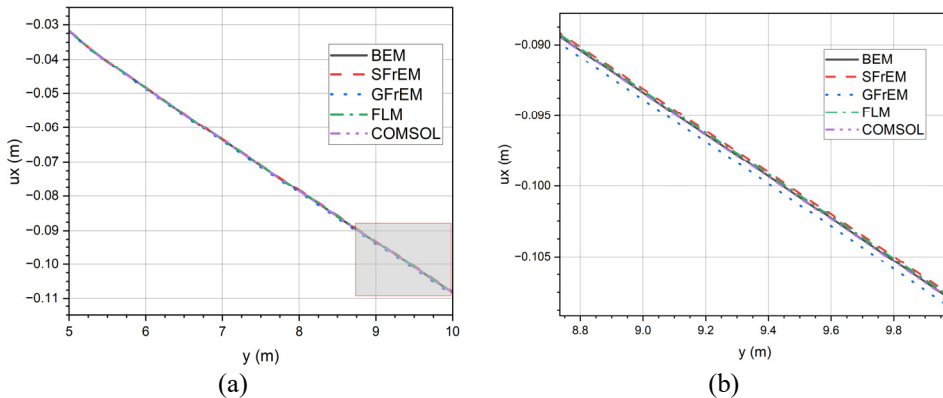 −0.03
−0.04
−0.05
−0.06
−0.07
−0.08
−0.09
−0.10
−0.11
ux (m)
BEM
SFrEM
GFrEM
FLM
COMSOL
5 6 7 8 9 10
y (m)
(a)
−0.090
−0.095
−0.100
−0.105
ux (m)
BEM
SFrEM
GFrEM
FLM
COMSOL
8.8 9.0 9.2 9.4 9.6 9.8
y (m)
(b)